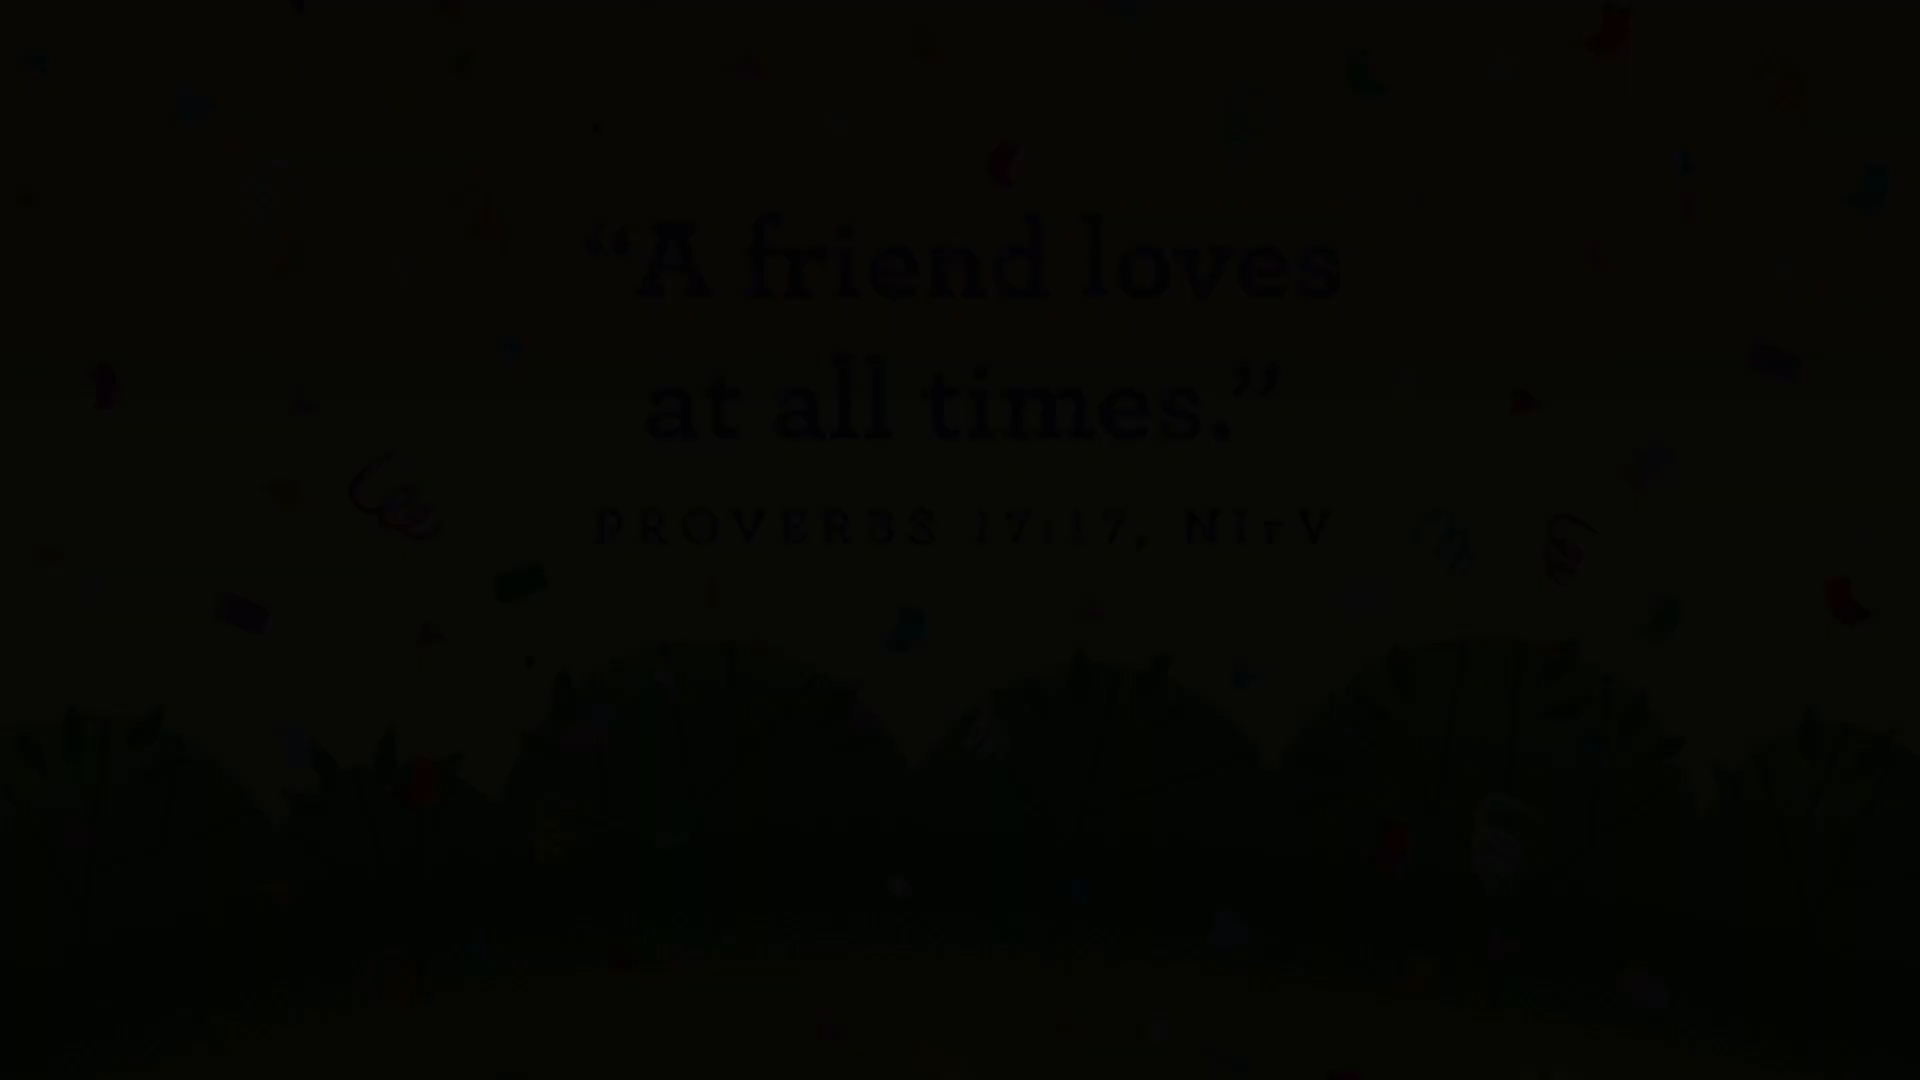 “A friend loves
at all times.”
PROVERBS 17:17, NIrV